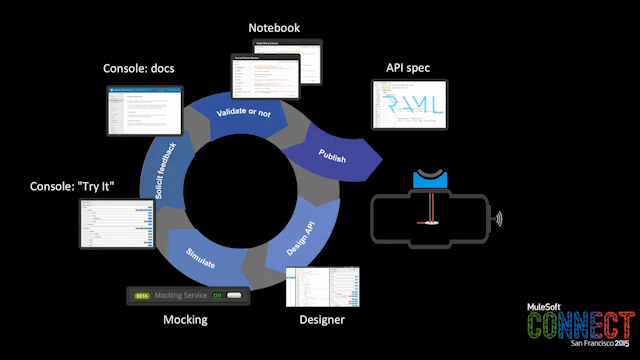 Notebook
Console: docs
API spec
RAML
Validate or not
Publish
Solicit feedback
Console: "Try It"
Design API
Simulate
BETA Mocking Service ON
Mocking
Designer
MuleSoft
CONNECT
San Francisco 2015